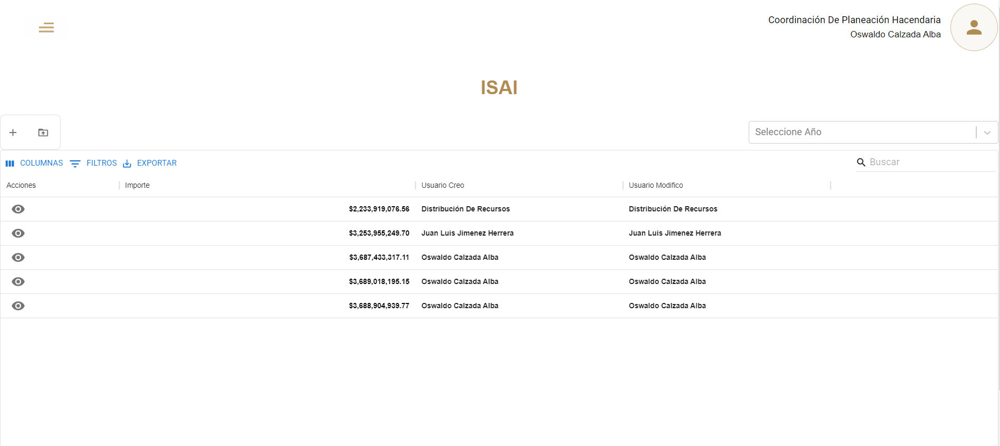 Coordinación De Planeación Hacendaria
Oswaldo Calzada Alba
ISAI
Seleccione Año
COLUMNAS FILTROS EXPORTAR Buscar
Acciones Importe Usuario Creo Usuario Modifico
$2,233,919,076.56 Distribución De Recursos Distribución De Recursos
$3,253,955,249.70 Juan Luis Jimenez Herrera Juan Luis Jimenez Herrera
$3,687,433,317.11 Oswaldo Calzada Alba Oswaldo Calzada Alba
$3,689,018,195.15 Oswaldo Calzada Alba Oswaldo Calzada Alba
$3,688,904,939.77 Oswaldo Calzada Alba Oswaldo Calzada Alba